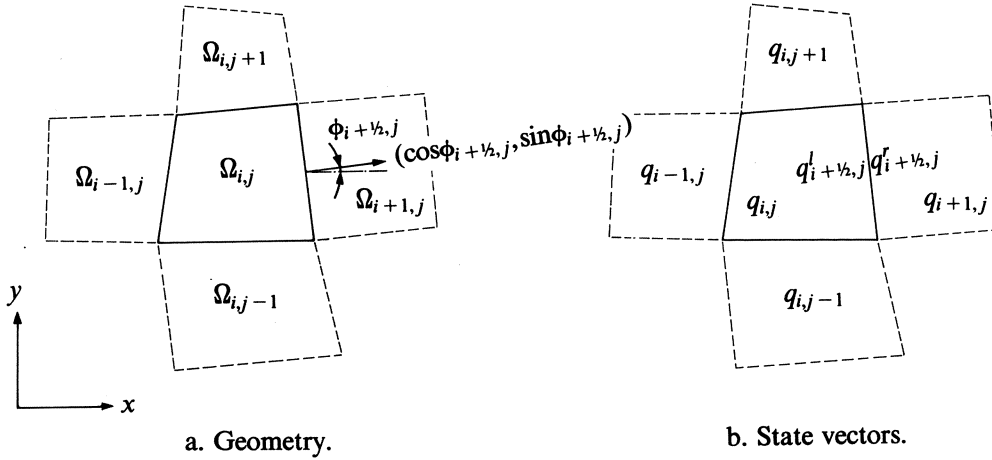 Ω_{i,j+1}
ϕ_{i+½,j}
(cosϕ_{i+½,j}, sinϕ_{i+½,j})
Ω_{i−1,j} Ω_{i,j}
Ω_{i+1,j}
Ω_{i,j−1}
y
x
a. Geometry.
q_{i,j+1}
q_{i−1,j} q^l_{i+½,j} q^r_{i+½,j}
q_{i,j} q_{i+1,j}
q_{i,j−1}
b. State vectors.